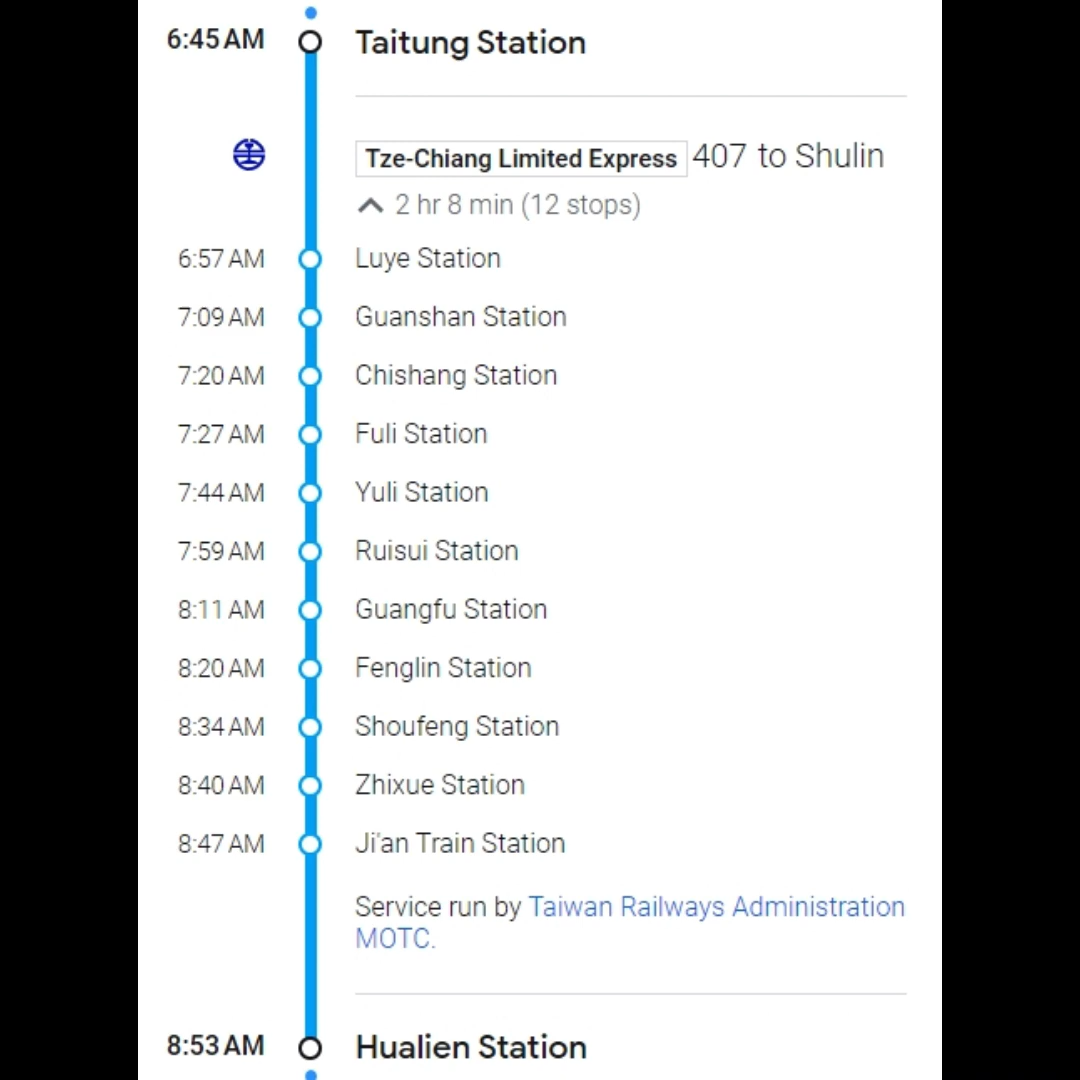 6:45 AM Taitung Station
Tze-Chiang Limited Express 407 to Shulin
2 hr 8 min (12 stops)
6:57 AM Luye Station
7:09 AM Guanshan Station
7:20 AM Chishang Station
7:27 AM Fuli Station
7:44 AM Yuli Station
7:59 AM Ruisui Station
8:11 AM Guangfu Station
8:20 AM Fenglin Station
8:34 AM Shoufeng Station
8:40 AM Zhixue Station
8:47 AM Ji'an Train Station
Service run by Taiwan Railways Administration
MOTC.
8:53 AM Hualien Station